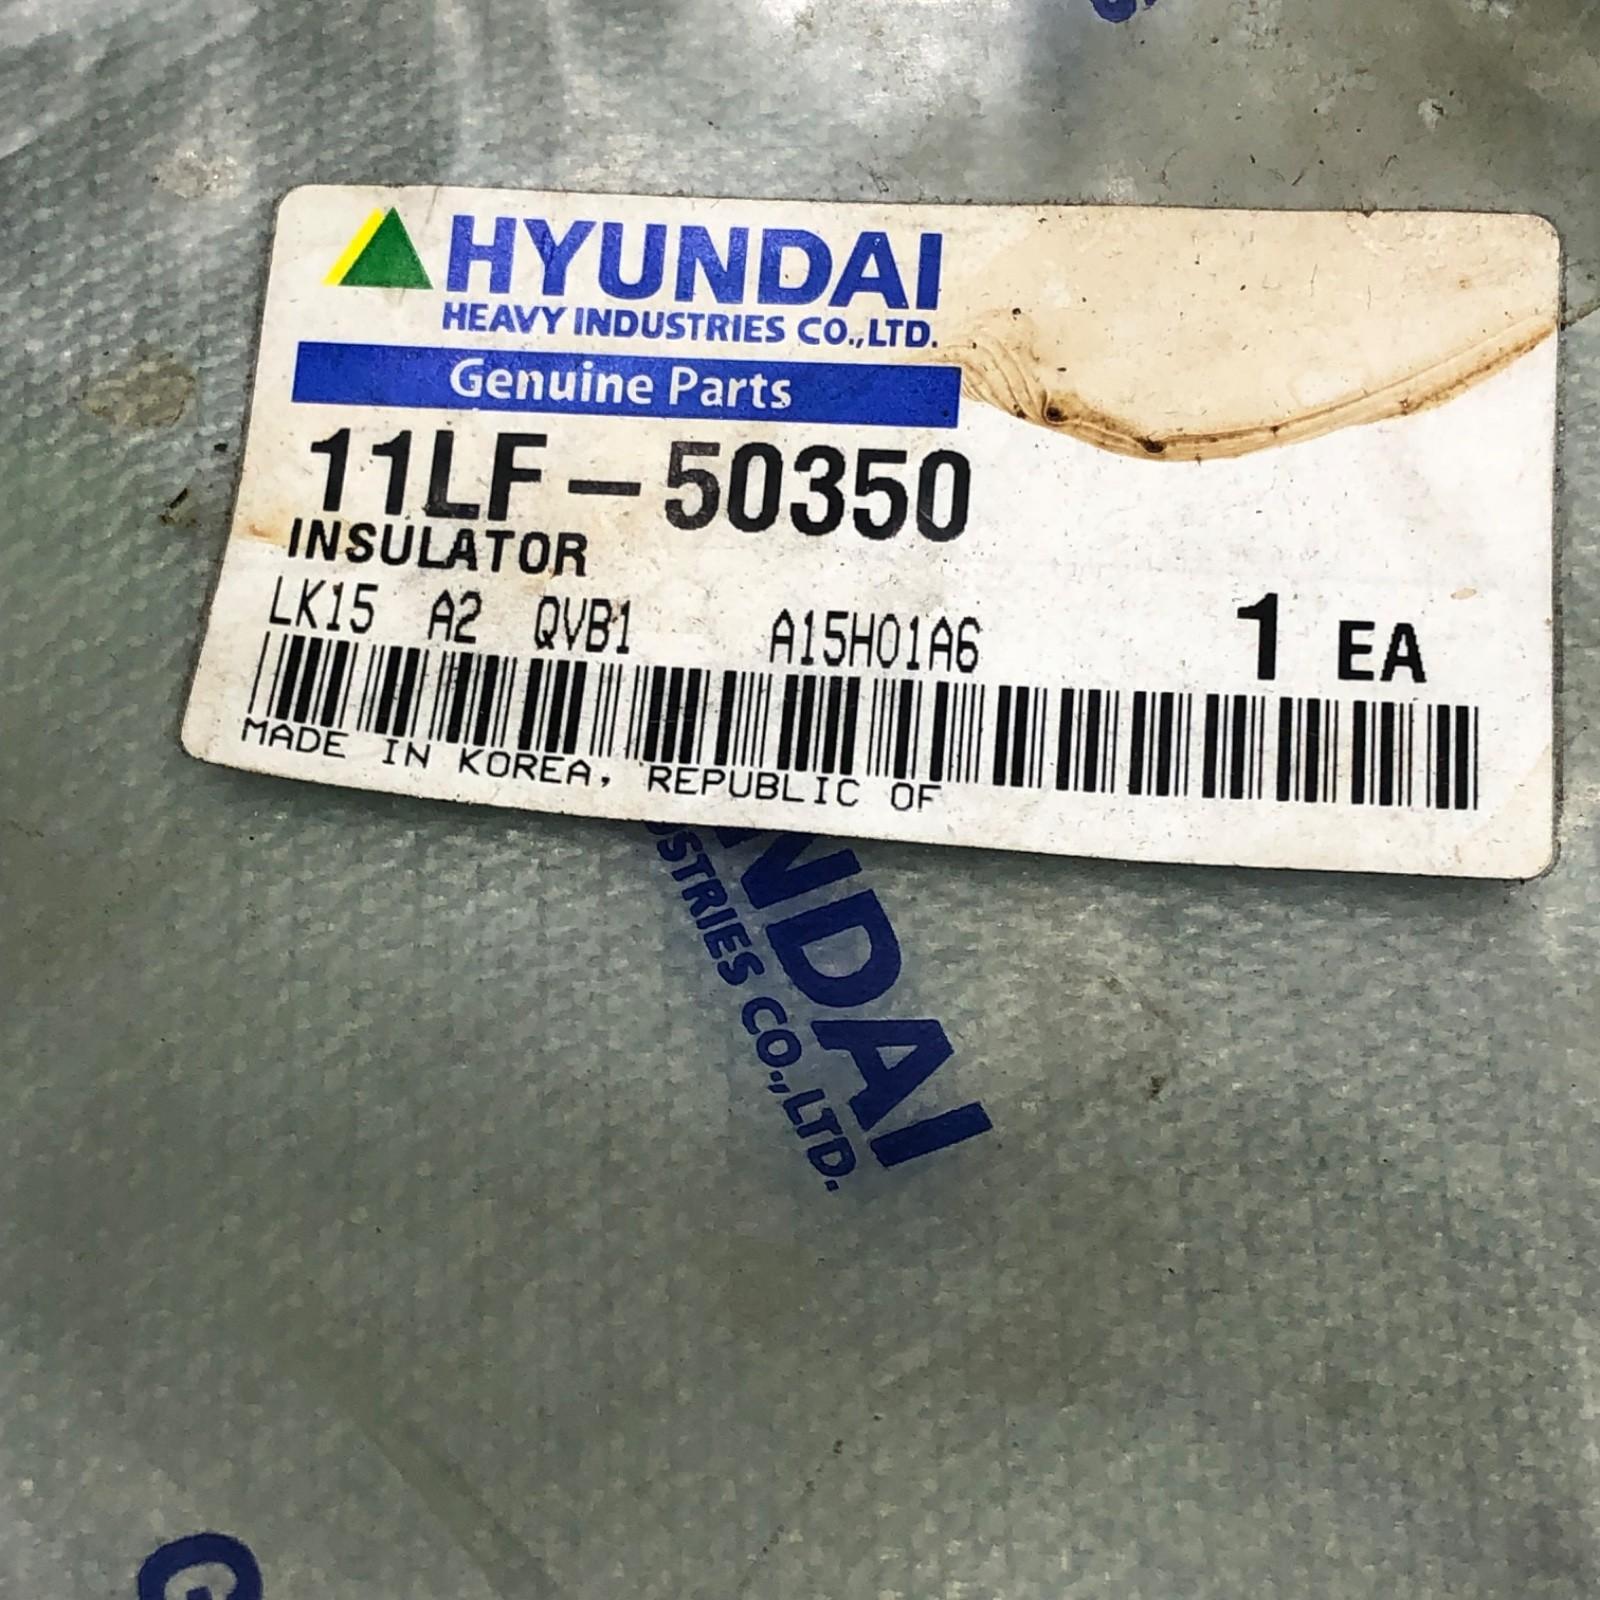 HYUNDAI
HEAVY INDUSTRIES CO.,LTD.
Genuine Parts
11LF-50350
INSULATOR
LK15 A2 QVB1 A15H01A6 1 EA
MADE IN KOREA, REPUBLIC OF
NDAI
STRIES CO.,LTD.
G